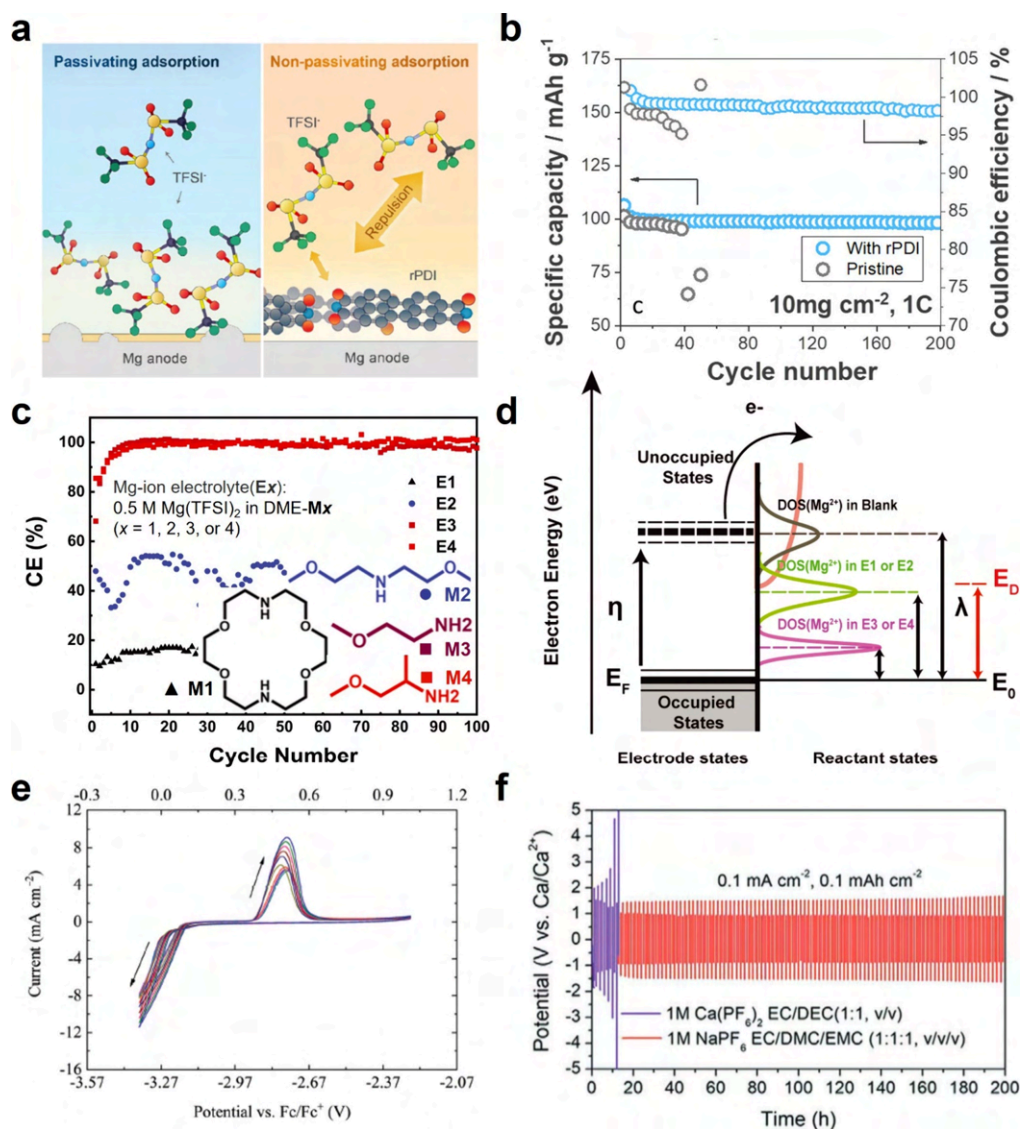 a
Passivating adsorption
Non-passivating adsorption
TFSI-
TFSI-
Repulsion
rPDI
Mg anode
Mg anode
b
Specific capacity / mAh g-1
175
150
125
100
75
50
Coulombic efficiency / %
105
100
95
90
85
80
75
70
With rPDI
Pristine
c
10mg cm-2, 1C
0
40
80
120
160
200
Cycle number
c
CE (%)
100
80
60
40
20
0
Mg-ion electrolyte(Ex):
0.5 M Mg(TFSI)2 in DME-Mx
(x = 1, 2, 3, or 4)
E1
E2
E3
E4
O
H
N
O
M2
H
N
O
O
O
O
N
H
M1
O
NH2
M3
O
NH2
M4
0
10
20
30
40
50
60
70
80
90
100
Cycle Number
d
e-
Electron Energy (eV)
Unoccupied
States
DOS(Mg2+) in Blank
DOS(Mg2+) in E1 or E2
DOS(Mg2+) in E3 or E4
η
λ
ED
EF
E0
Occupied
States
Electrode states
Reactant states
e
-0.3
0.0
0.3
0.6
0.9
1.2
Current (mA cm-2)
12
8
4
0
-4
-8
-12
-16
-3.57
-3.27
-2.97
-2.67
-2.37
-2.07
Potential vs. Fc/Fc+ (V)
f
Potential (V vs. Ca/Ca2+)
5
4
3
2
1
0
-1
-2
-3
-4
-5
0.1 mA cm-2, 0.1 mAh cm-2
1M Ca(PF6)2 EC/DEC(1:1, v/v)
1M NaPF6 EC/DMC/EMC (1:1:1, v/v/v)
0
20
40
60
80
100
120
140
160
180
200
Time (h)